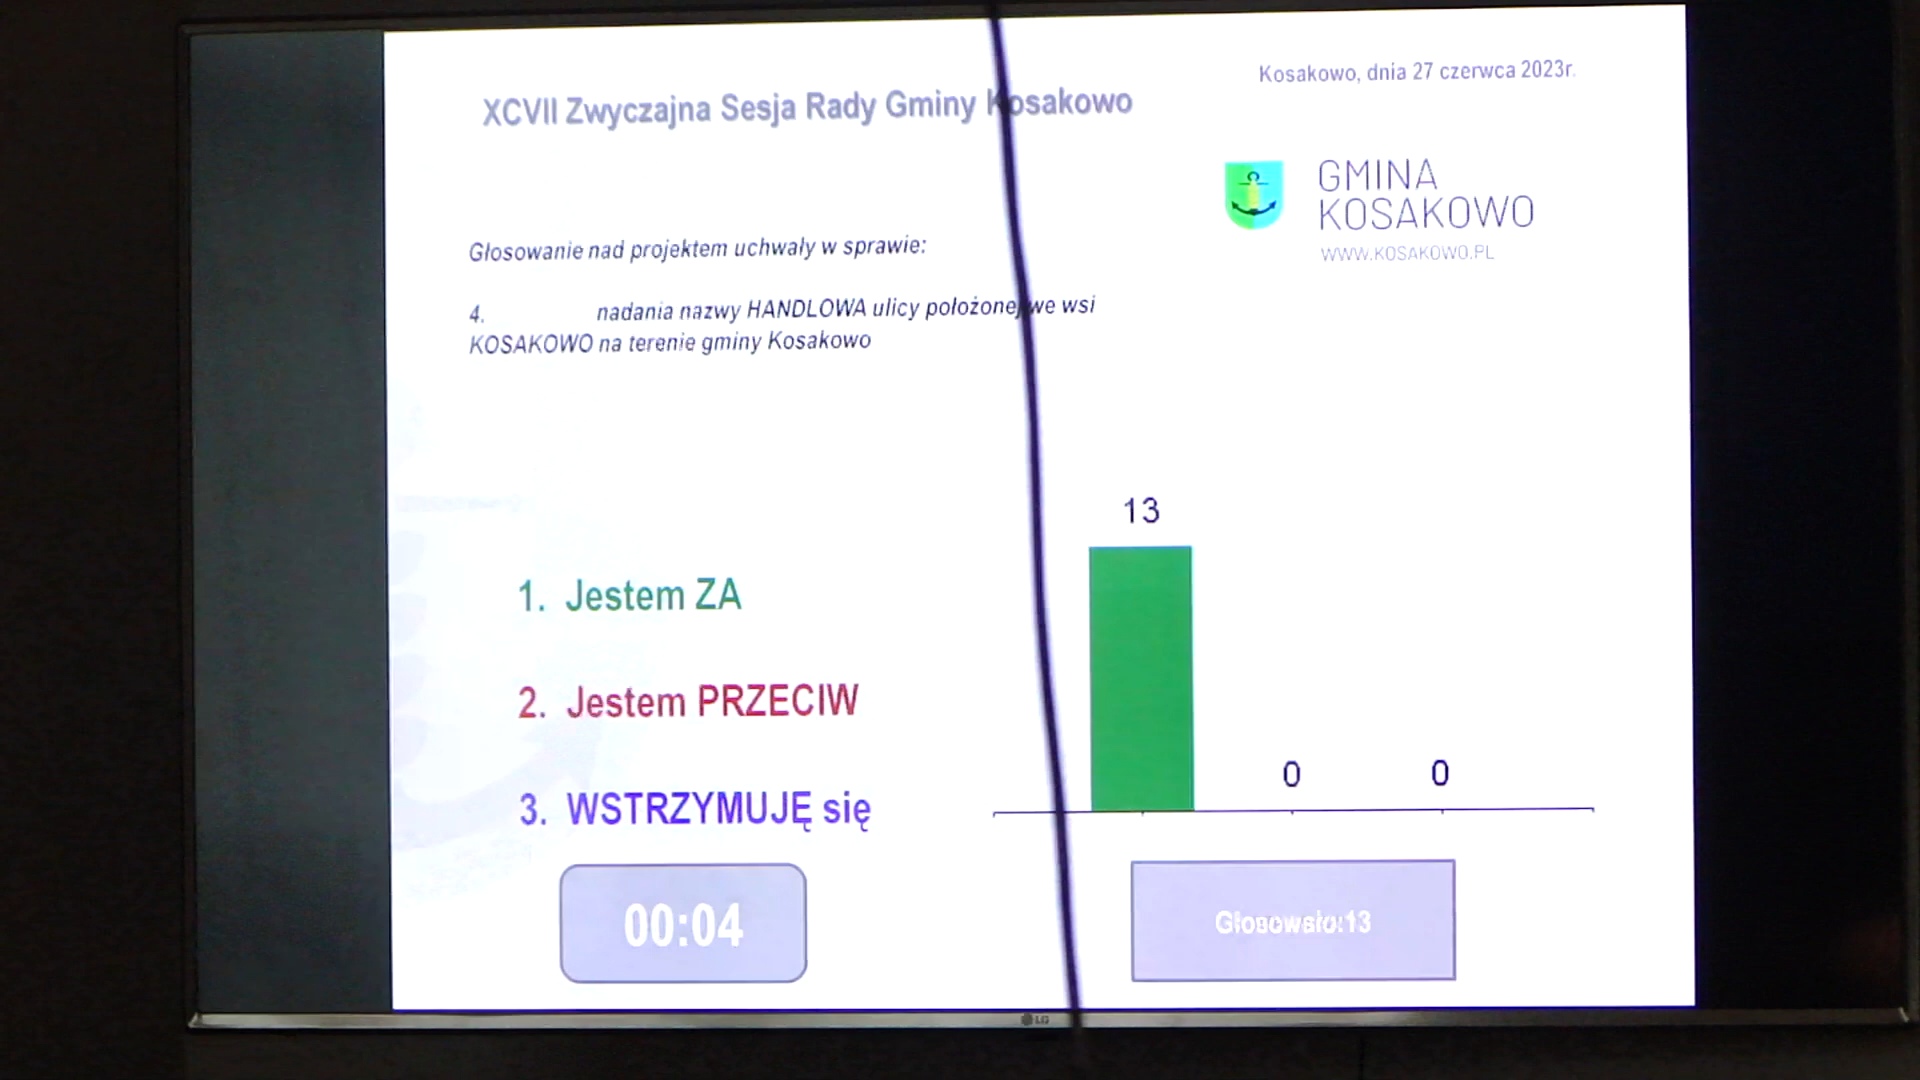 Kosakowo, dnia 27 czerwca 2023r.
XCVII Zwyczajna Sesja Rady Gminy Kosakowo
GMINA
KOSAKOWO
WWW.KOSAKOWO.PL
Głosowanie nad projektem uchwały w sprawie:
4. nadania nazwy HANDLOWA ulicy położonej we wsi
KOSAKOWO na terenie gminy Kosakowo
13
1. Jestem ZA
2. Jestem PRZECIW
0 0
3. WSTRZYMUJĘ się
00:04
Głosowało:13
LG